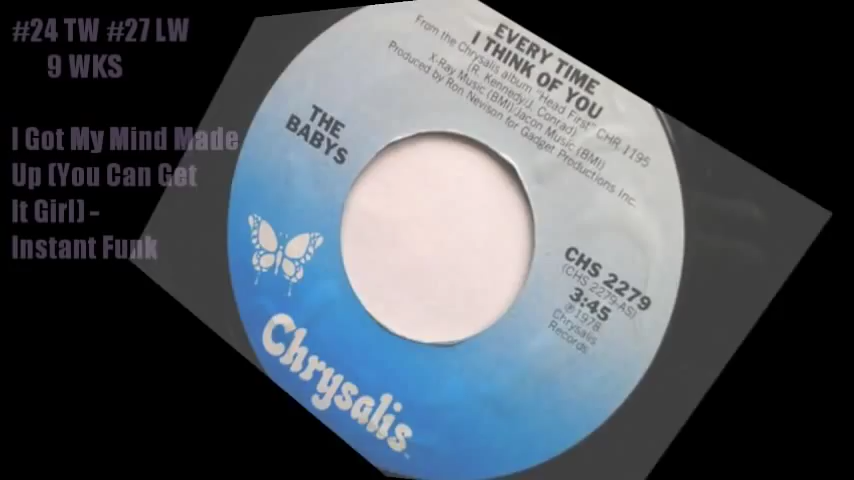 #24 TW #27 LW
9 WKS
I Got My Mind Made
Up (You Can Get
It Girl) -
Instant Funk
EVERY TIME
I THINK OF YOU
(R. Kennedy/J. Conrad)
From the Chrysalis album "Head First" CHR 1195
X-Ray Music (BMI)/Jacon Music (BMI)
Produced by Ron Nevison for Gadget Productions Inc.
THE
BABYS
CHS 2279
(CHS 2279-AS)
3:45
℗1978
Chrysalis
Records
Chrysalis